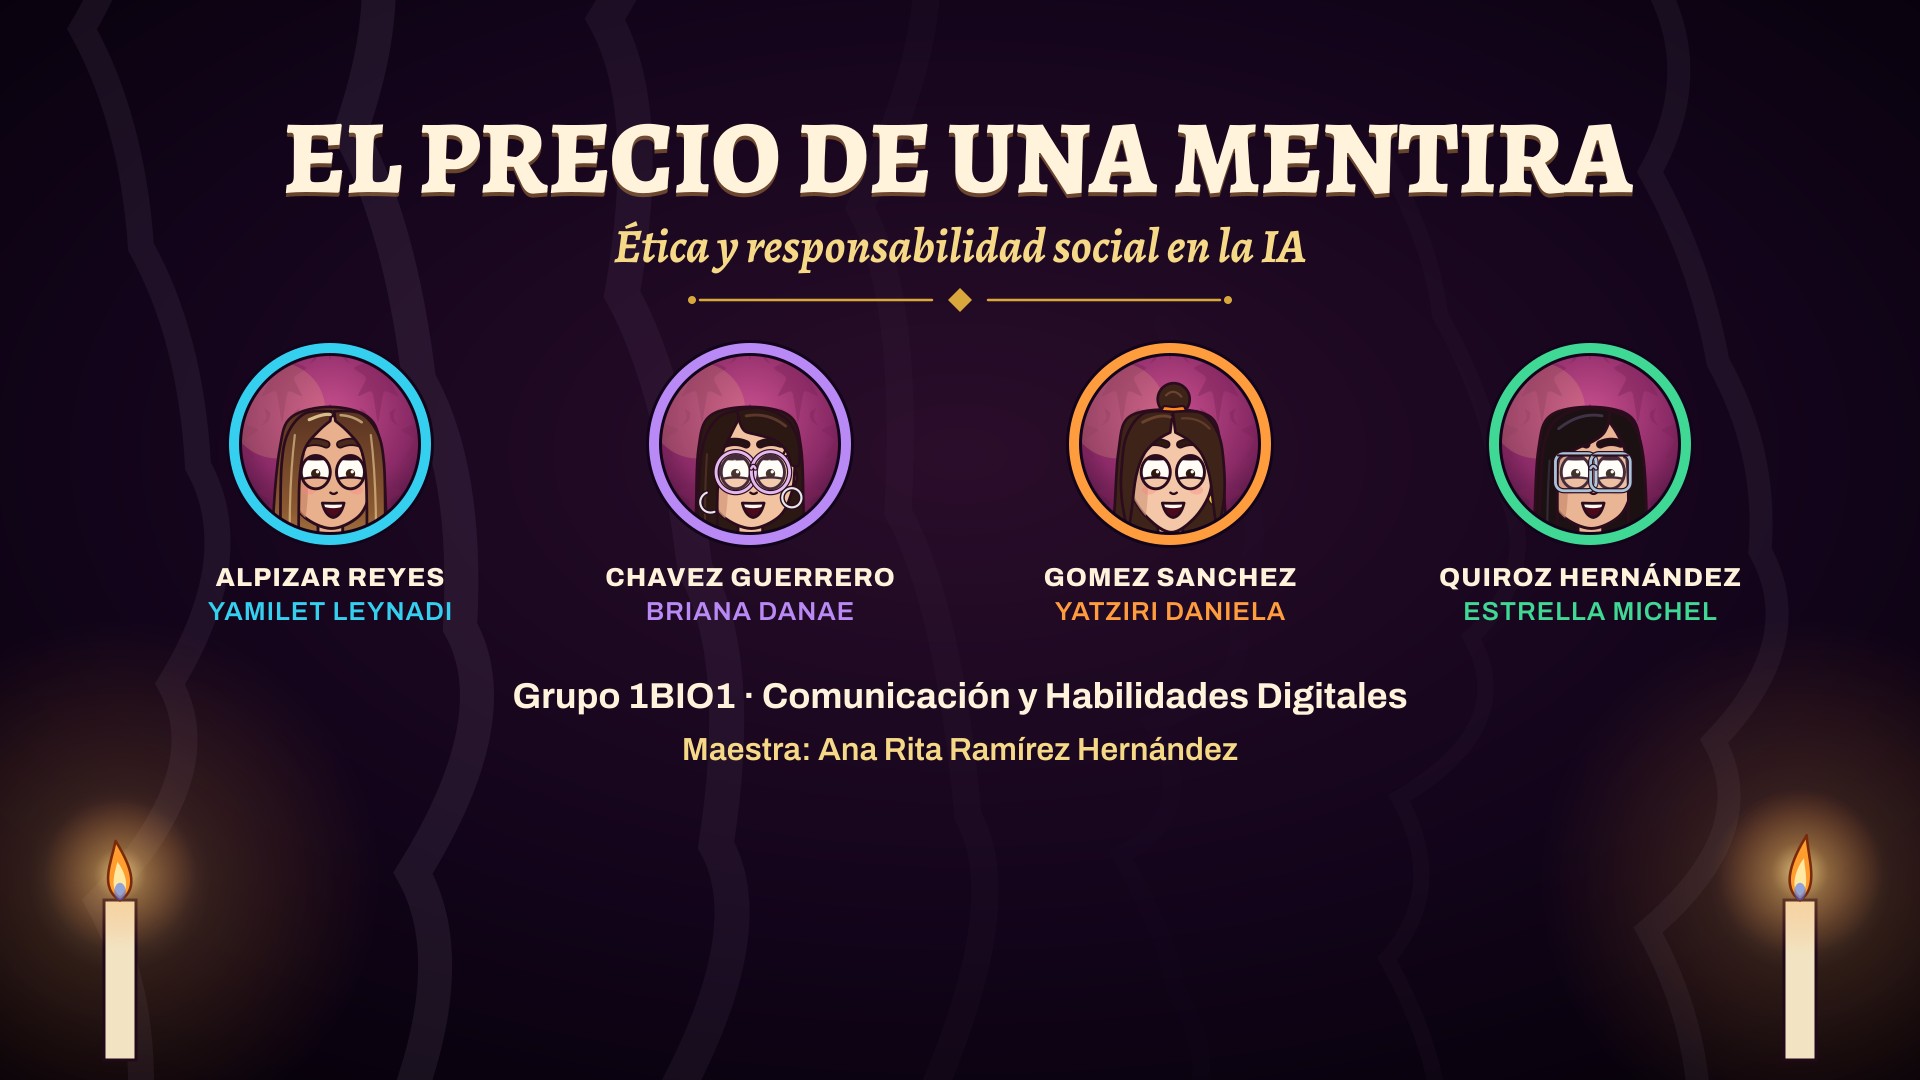 EL PRECIO DE UNA MENTIRA
Ética y responsabilidad social en la IA
ALPIZAR REYES
YAMILET LEYNADI
CHAVEZ GUERRERO
BRIANA DANAE
GOMEZ SANCHEZ
YATZIRI DANIELA
QUIROZ HERNÁNDEZ
ESTRELLA MICHEL
Grupo 1BIO1 · Comunicación y Habilidades Digitales
Maestra: Ana Rita Ramírez Hernández